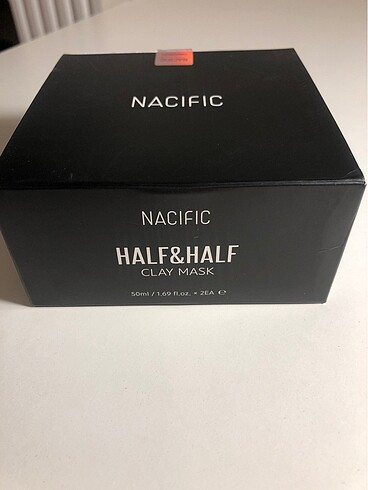 NACIFIC
NACIFIC
HALF&HALF
CLAY MASK
50ml / 1.69 fl.oz. × 2EA ℮